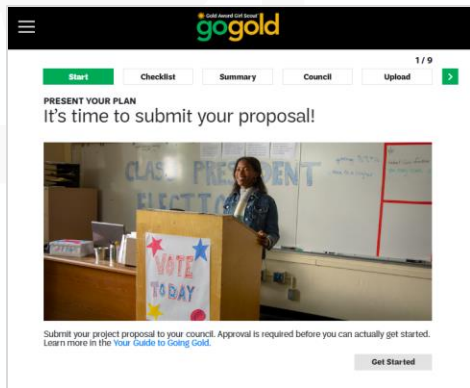 Gold Award Girl Scout
gogold
1 / 9
Start
Checklist
Summary
Council
Upload
PRESENT YOUR PLAN
It's time to submit your proposal!
CLASS PRESIDENT
ELECTION
VOTE
TODAY
Submit your project proposal to your council. Approval is required before you can actually get started.
Learn more in the Your Guide to Going Gold.
Get Started